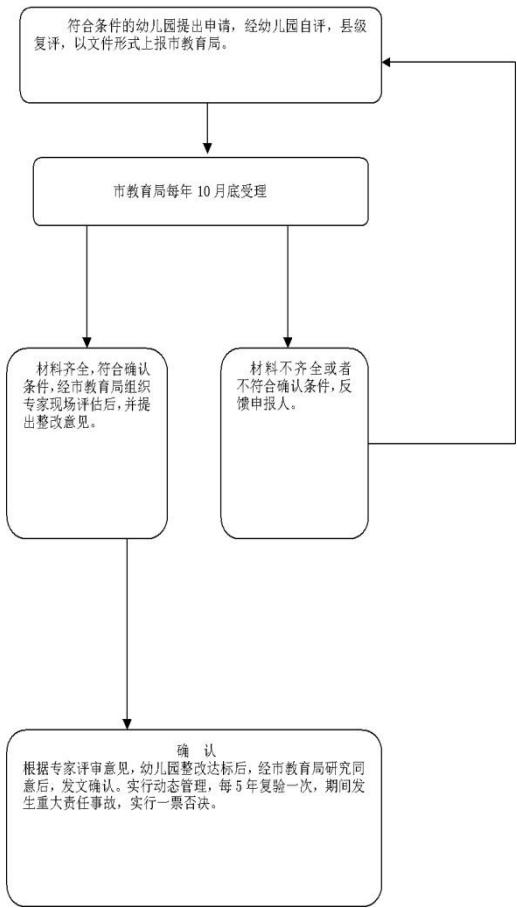 符合条件的幼儿园提出申请，经幼儿园自评，县级
复评，以文件形式上报市教育局。
市教育局每年 10 月底受理
材料齐全，符合确认
条件，经市教育局组织
专家现场评估后，并提
出整改意见。
材料不齐全或者
不符合确认条件，反
馈申报人。
确 认
根据专家评审意见，幼儿园整改达标后，经市教育局研究同
意后，发文确认。实行动态管理，每 5 年复验一次，期间发
生重大责任事故，实行一票否决。